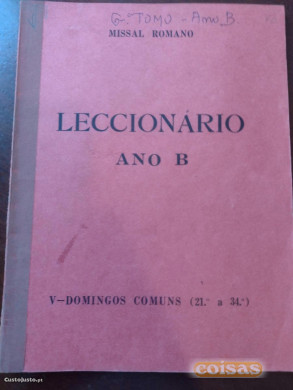 6.º TOMO - Ano B
MISSAL ROMANO
LECCIONÁRIO
ANO B
V—DOMINGOS COMUNS (21.º a 34.º)
CustoJusto.pt
coisas